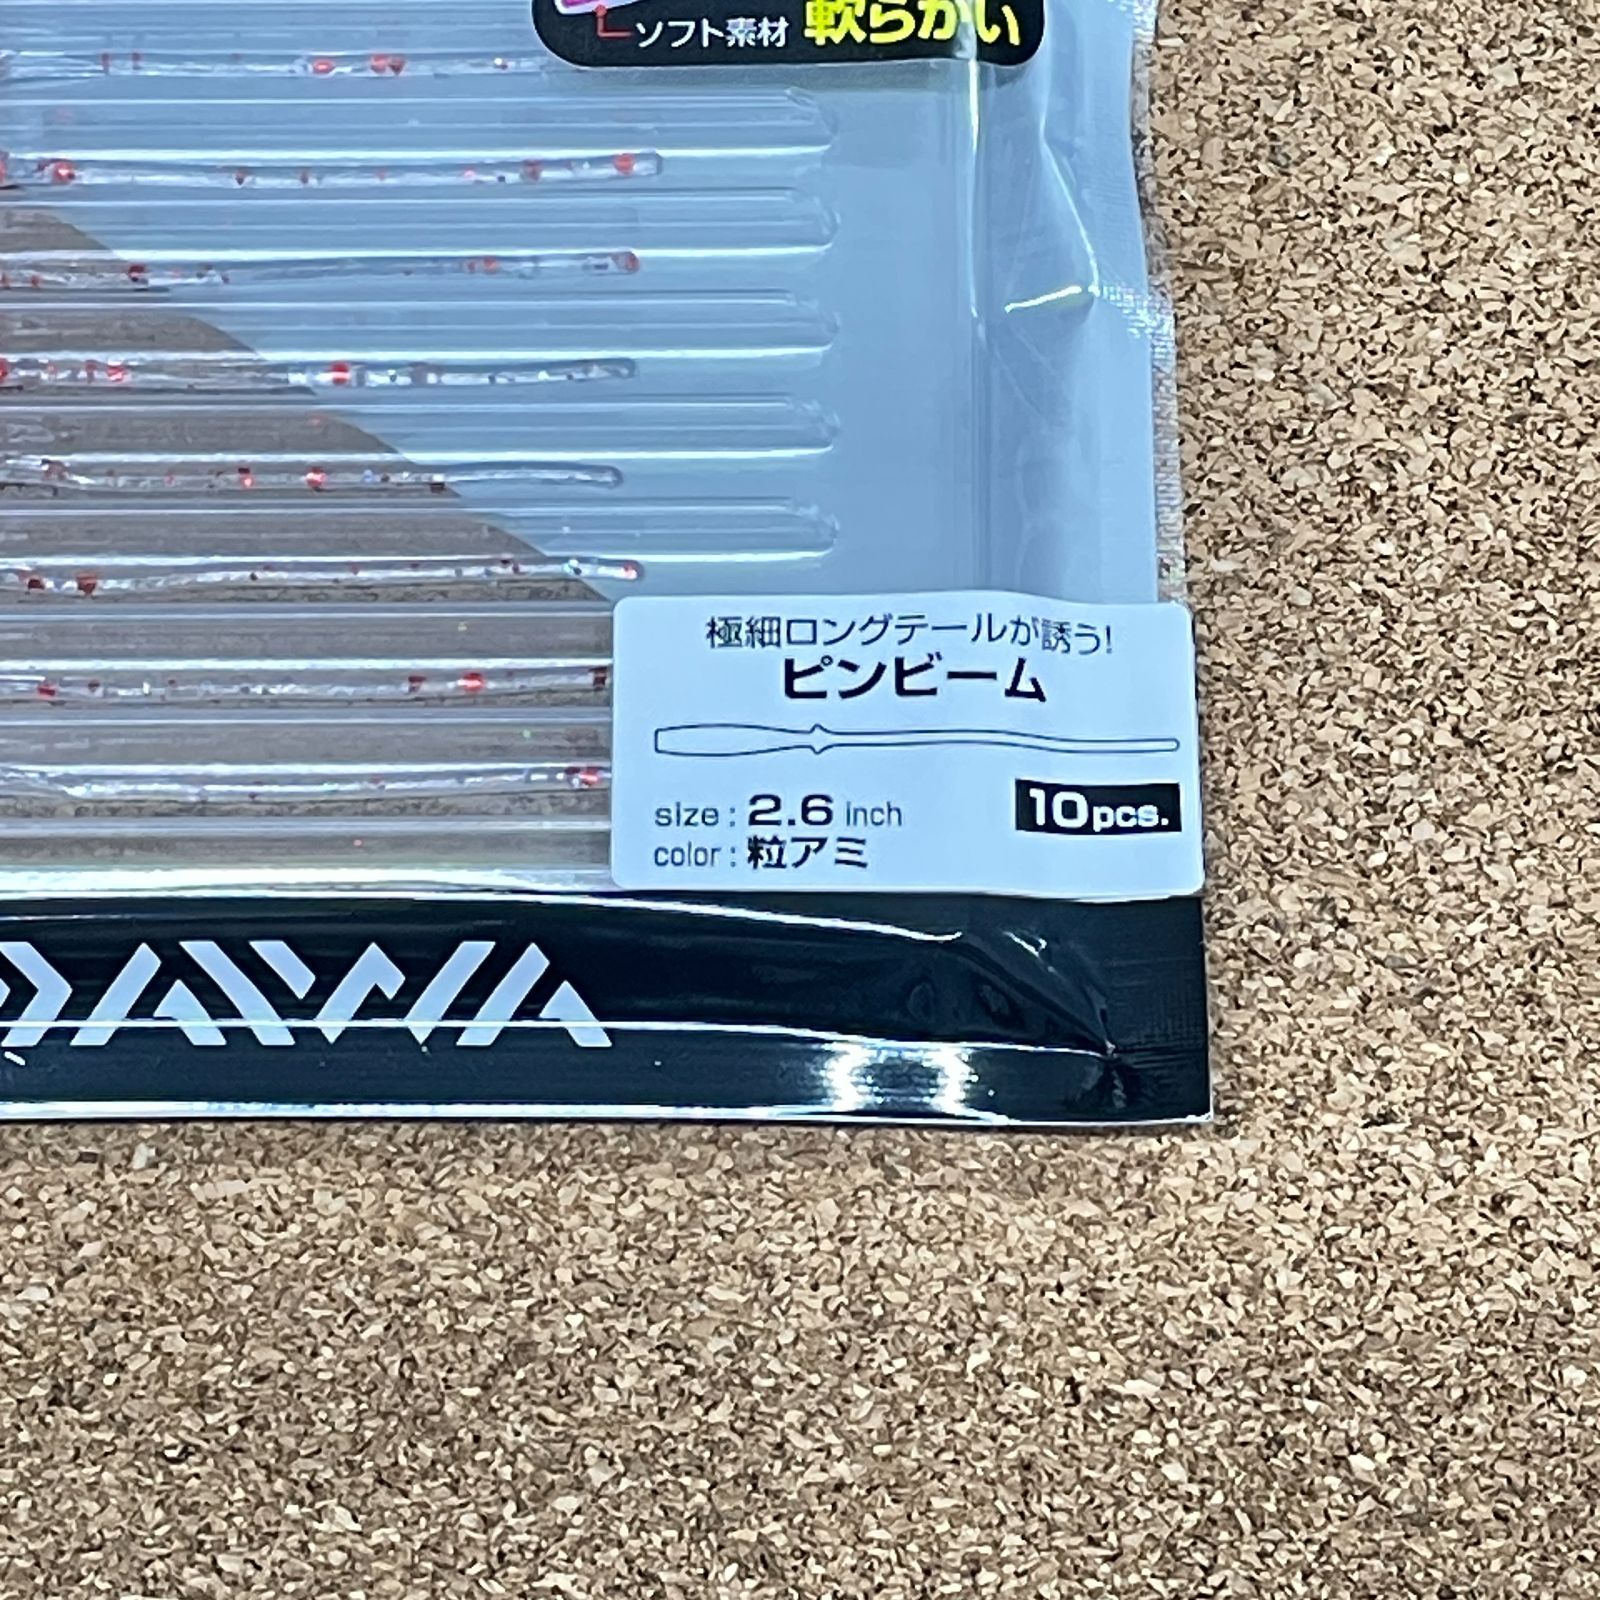 ソフト素材 軟らかい
極細ロングテールが誘う!
ピンビーム
size : 2.6 inch
10pcs.
color : 粒アミ
DAIWA